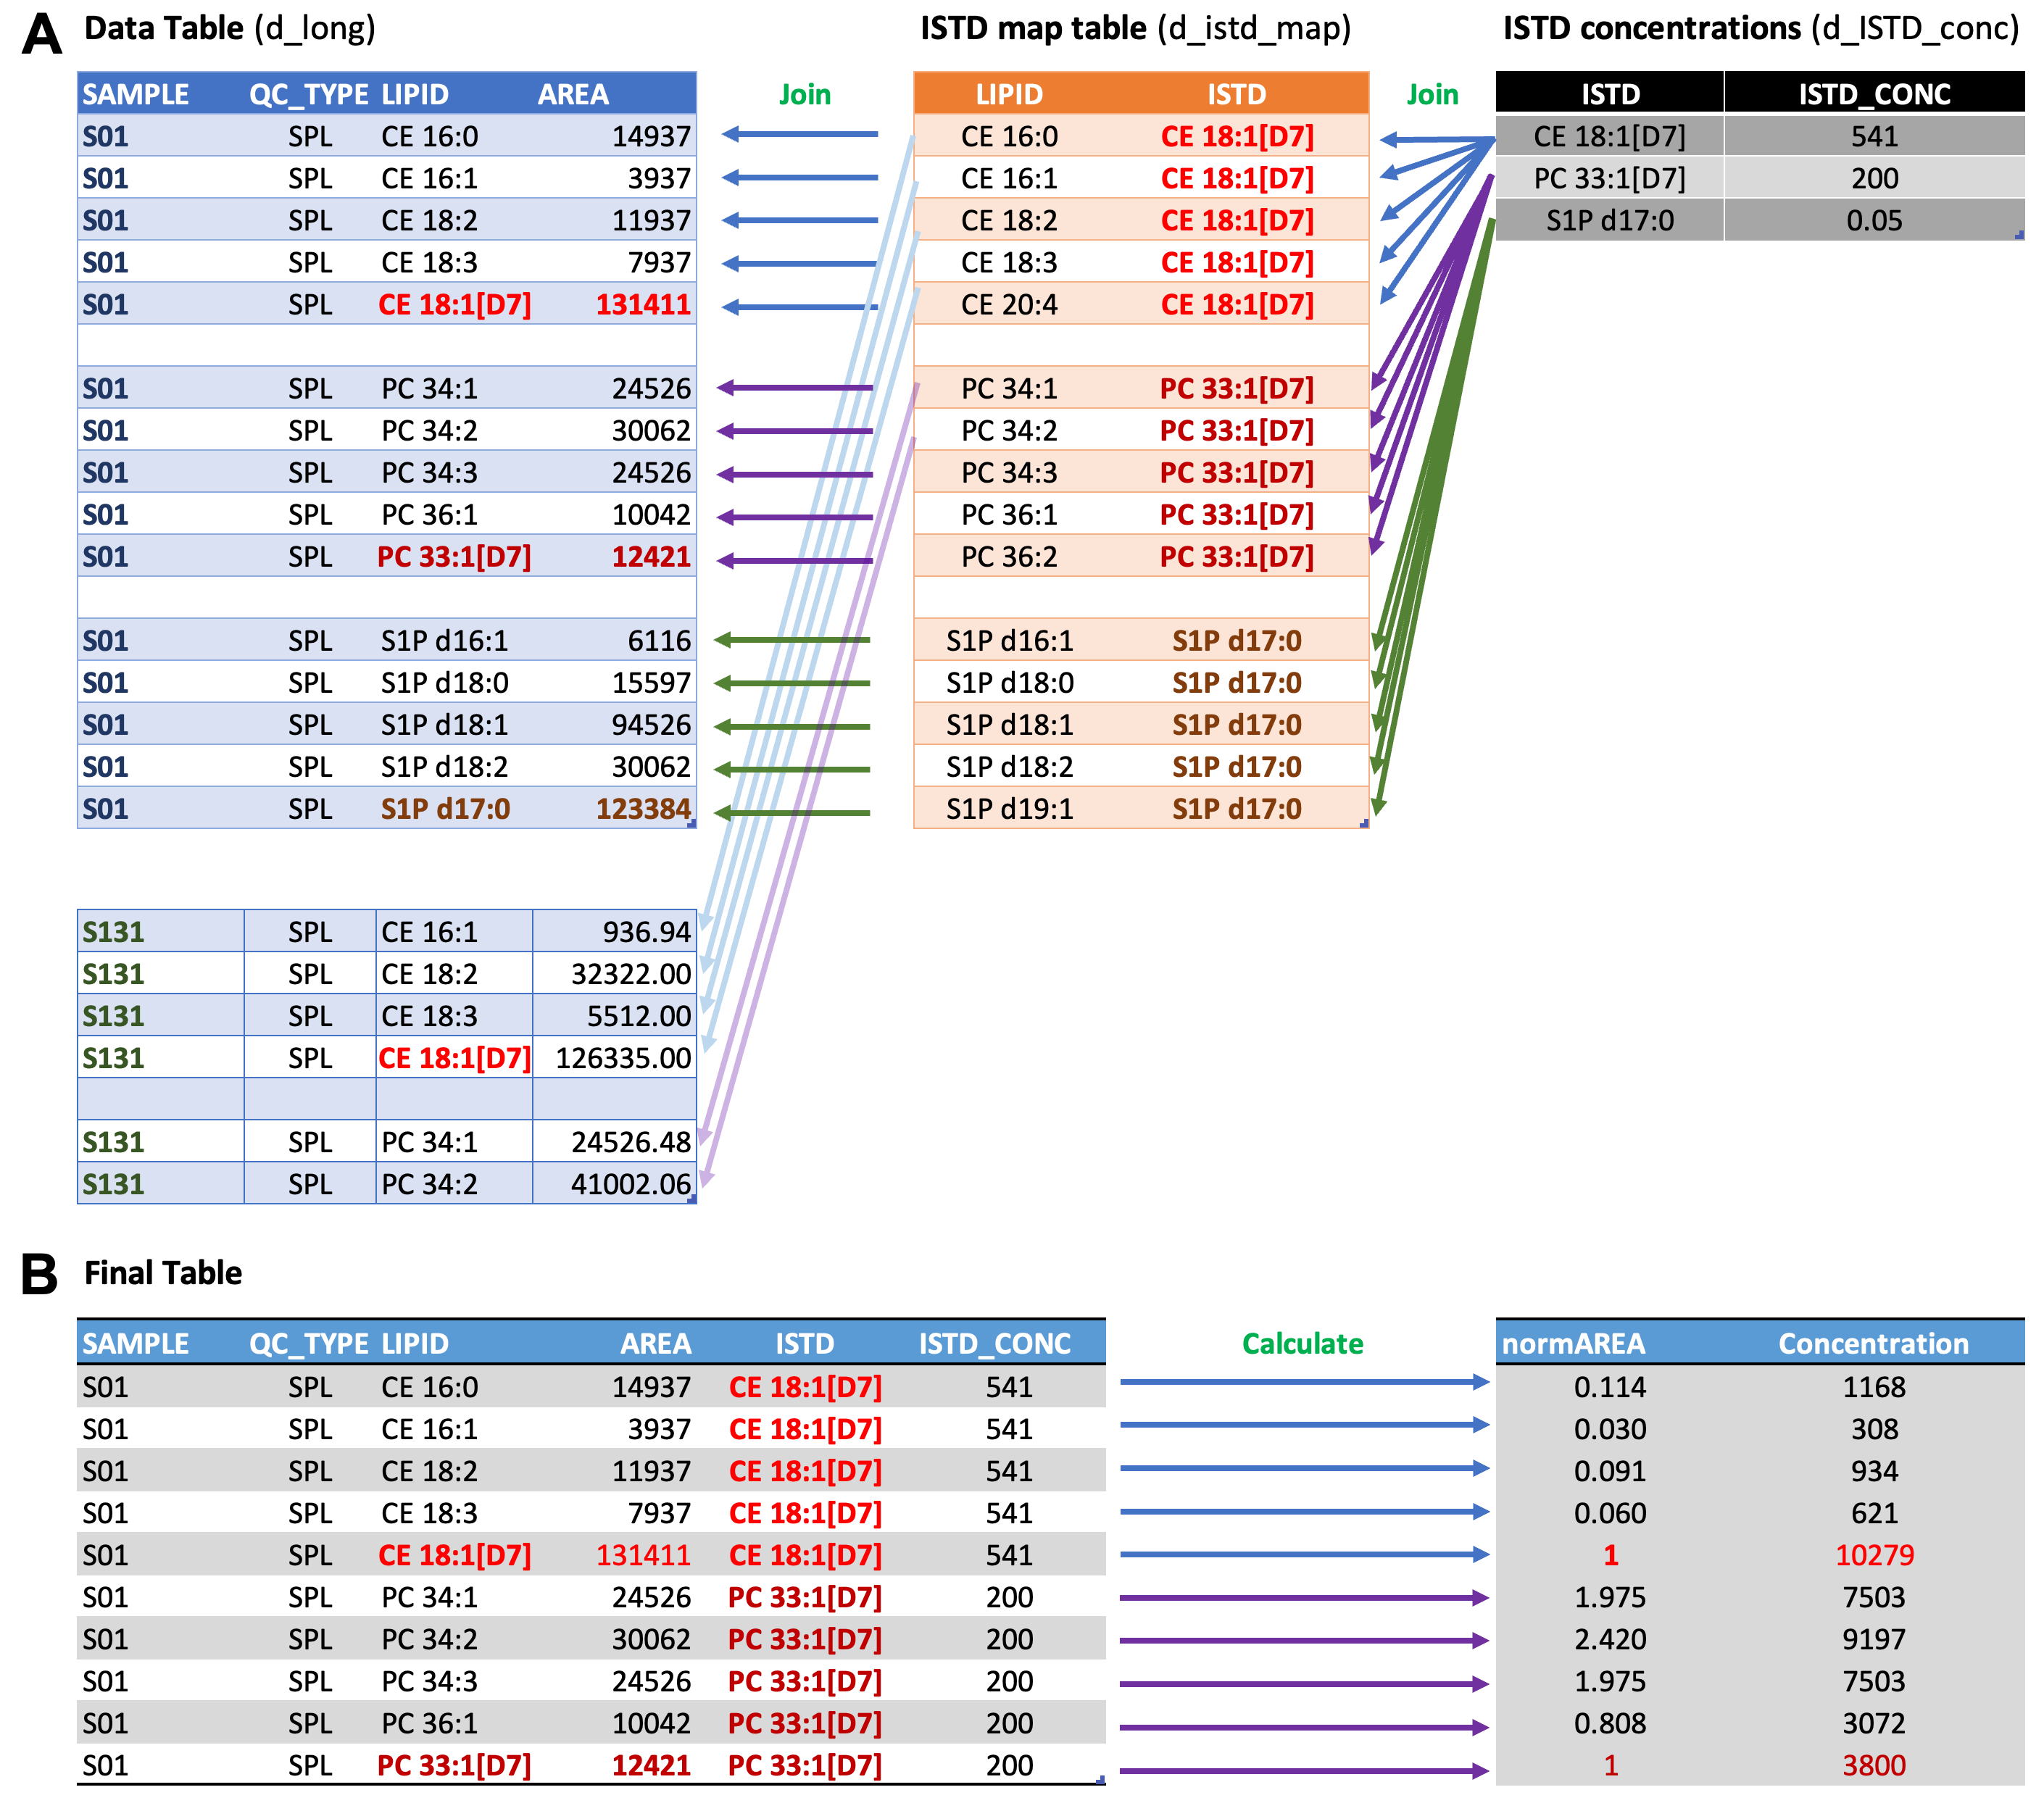 A Data Table (d_long) ISTD map table (d_istd_map) ISTD concentrations (d_ISTD_conc)
SAMPLE QC_TYPE LIPID AREA Join LIPID ISTD Join ISTD ISTD_CONC
S01 SPL CE 16:0 14937 CE 16:0 CE 18:1[D7] CE 18:1[D7] 541
S01 SPL CE 16:1 3937 CE 16:1 CE 18:1[D7] PC 33:1[D7] 200
S01 SPL CE 18:2 11937 CE 18:2 CE 18:1[D7] S1P d17:0 0.05
S01 SPL CE 18:3 7937 CE 18:3 CE 18:1[D7]
S01 SPL CE 18:1[D7] 131411 CE 20:4 CE 18:1[D7]
S01 SPL PC 34:1 24526 PC 34:1 PC 33:1[D7]
S01 SPL PC 34:2 30062 PC 34:2 PC 33:1[D7]
S01 SPL PC 34:3 24526 PC 34:3 PC 33:1[D7]
S01 SPL PC 36:1 10042 PC 36:1 PC 33:1[D7]
S01 SPL PC 33:1[D7] 12421 PC 36:2 PC 33:1[D7]
S01 SPL S1P d16:1 6116 S1P d16:1 S1P d17:0
S01 SPL S1P d18:0 15597 S1P d18:0 S1P d17:0
S01 SPL S1P d18:1 94526 S1P d18:1 S1P d17:0
S01 SPL S1P d18:2 30062 S1P d18:2 S1P d17:0
S01 SPL S1P d17:0 123384 S1P d19:1 S1P d17:0
S131 SPL CE 16:1 936.94
S131 SPL CE 18:2 32322.00
S131 SPL CE 18:3 5512.00
S131 SPL CE 18:1[D7] 126335.00
S131 SPL PC 34:1 24526.48
S131 SPL PC 34:2 41002.06
B Final Table
SAMPLE QC_TYPE LIPID AREA ISTD ISTD_CONC Calculate normAREA Concentration
S01 SPL CE 16:0 14937 CE 18:1[D7] 541 0.114 1168
S01 SPL CE 16:1 3937 CE 18:1[D7] 541 0.030 308
S01 SPL CE 18:2 11937 CE 18:1[D7] 541 0.091 934
S01 SPL CE 18:3 7937 CE 18:1[D7] 541 0.060 621
S01 SPL CE 18:1[D7] 131411 CE 18:1[D7] 541 1 10279
S01 SPL PC 34:1 24526 PC 33:1[D7] 200 1.975 7503
S01 SPL PC 34:2 30062 PC 33:1[D7] 200 2.420 9197
S01 SPL PC 34:3 24526 PC 33:1[D7] 200 1.975 7503
S01 SPL PC 36:1 10042 PC 33:1[D7] 200 0.808 3072
S01 SPL PC 33:1[D7] 12421 PC 33:1[D7] 200 1 3800